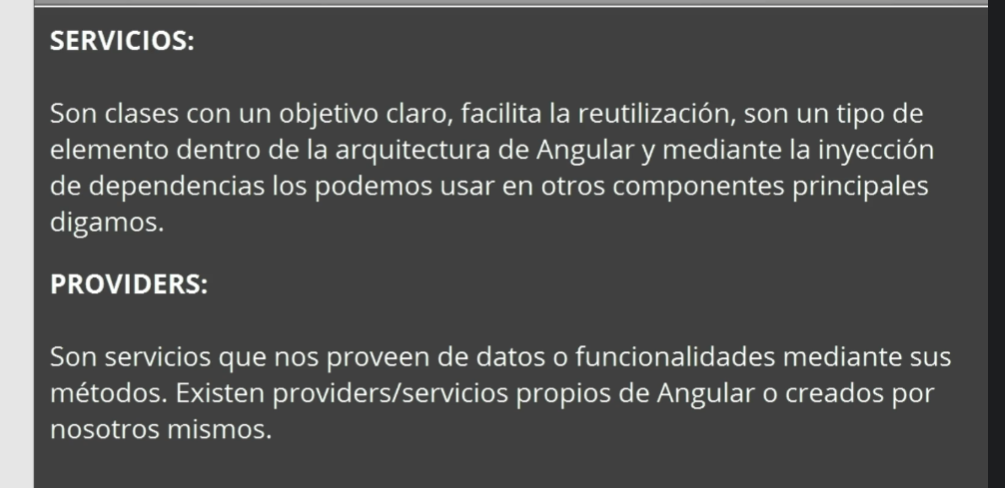 SERVICIOS:
Son clases con un objetivo claro, facilita la reutilización, son un tipo de
elemento dentro de la arquitectura de Angular y mediante la inyección
de dependencias los podemos usar en otros componentes principales
digamos.
PROVIDERS:
Son servicios que nos proveen de datos o funcionalidades mediante sus
métodos. Existen providers/servicios propios de Angular o creados por
nosotros mismos.